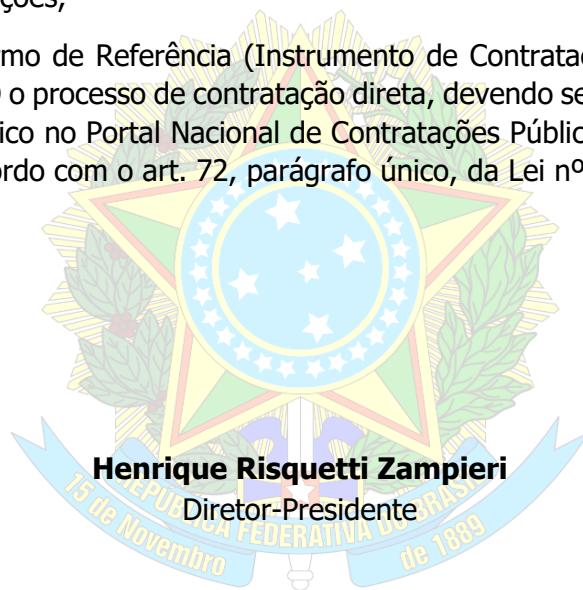 ções,
rmo de Referência (Instrumento de Contrata
o processo de contratação direta, devendo se
ico no Portal Nacional de Contratações Públic
ordo com o art. 72, parágrafo único, da Lei nº
Henrique Risquetti Zampieri
Diretor-Presidente
REPÚBLICA FEDERATIVA DO BRASIL
15 de Novembro de 1889